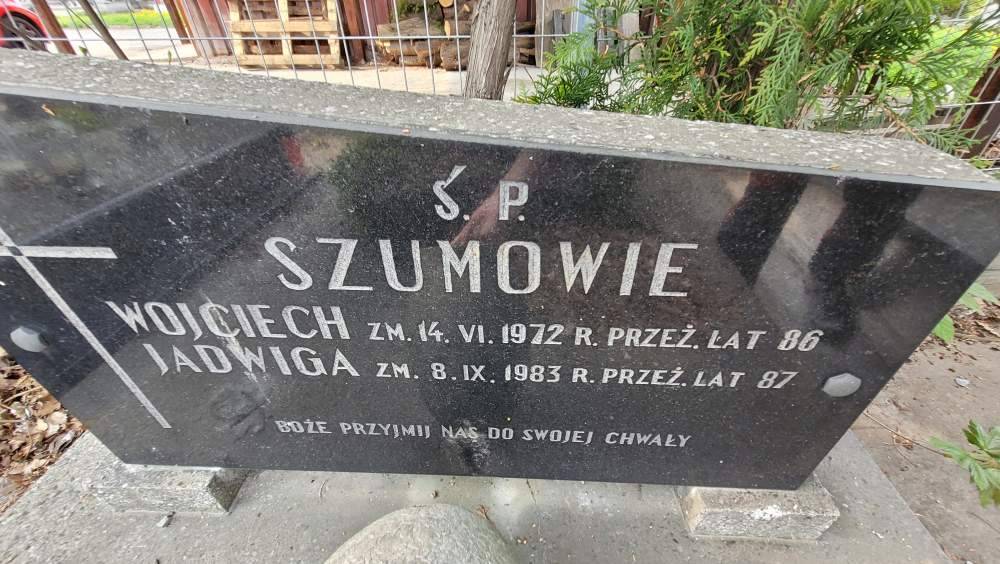 Ś. P.
SZUMOWIE
WOJCIECH ZM. 14. VI. 1972 R. PRZEŻ. LAT 86
JADWIGA ZM. 8. IX. 1983 R. PRZEŻ. LAT 87
BOŻE PRZYJMIJ NAS DO SWOJEJ CHWAŁY